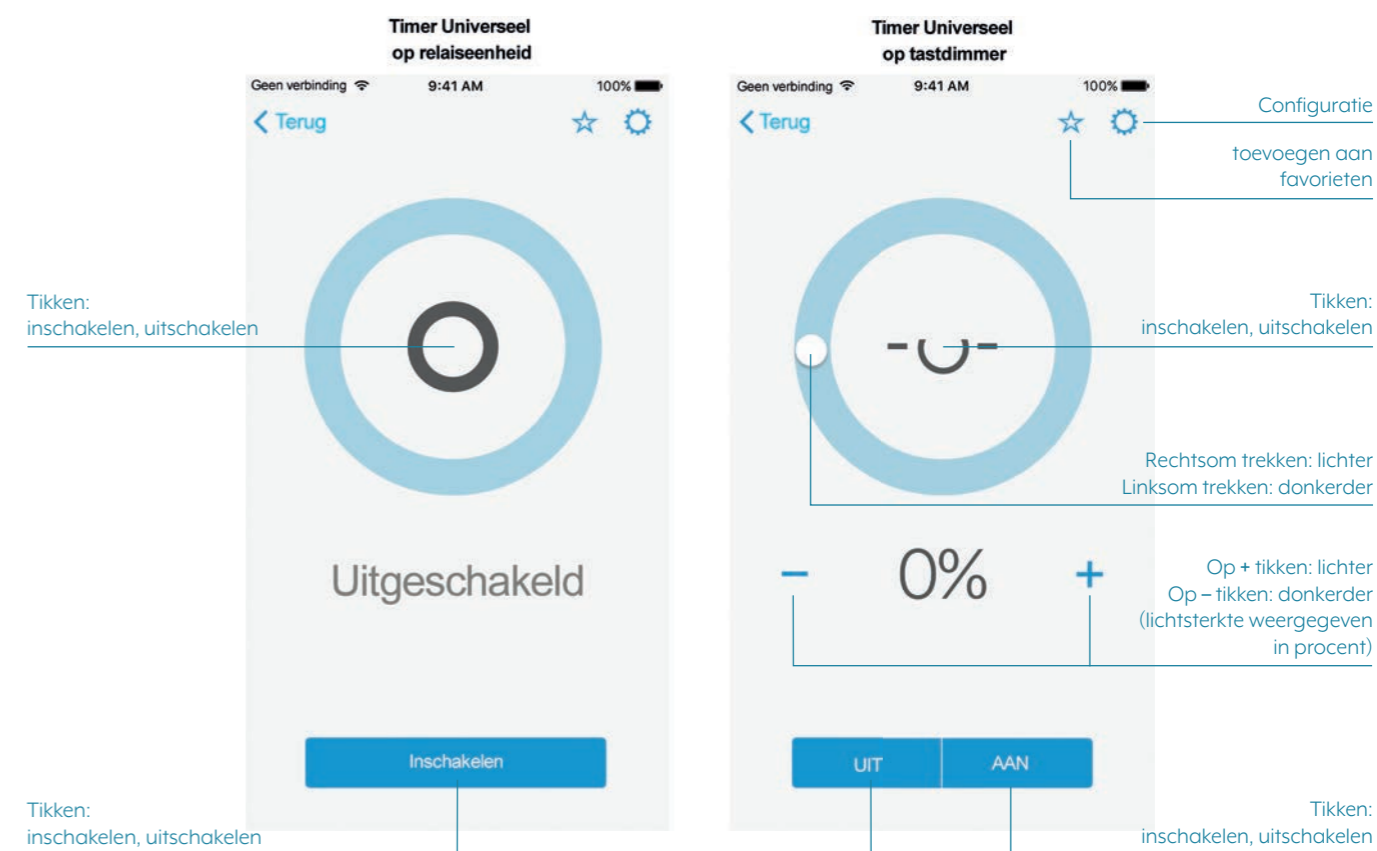 Timer Universeel
op relaiseenheid
Timer Universeel
op tastdimmer
Geen verbinding 9:41 AM 100%
Terug
Geen verbinding 9:41 AM 100%
Terug
Configuratie
toevoegen aan
favorieten
Tikken:
inschakelen, uitschakelen
Tikken:
inschakelen, uitschakelen
Rechtsom trekken: lichter
Linksom trekken: donkerder
Uitgeschakeld
− 0% +
Op + tikken: lichter
Op – tikken: donkerder
(lichtsterkte weergegeven
in procent)
Inschakelen
UIT AAN
Tikken:
inschakelen, uitschakelen
Tikken:
inschakelen, uitschakelen